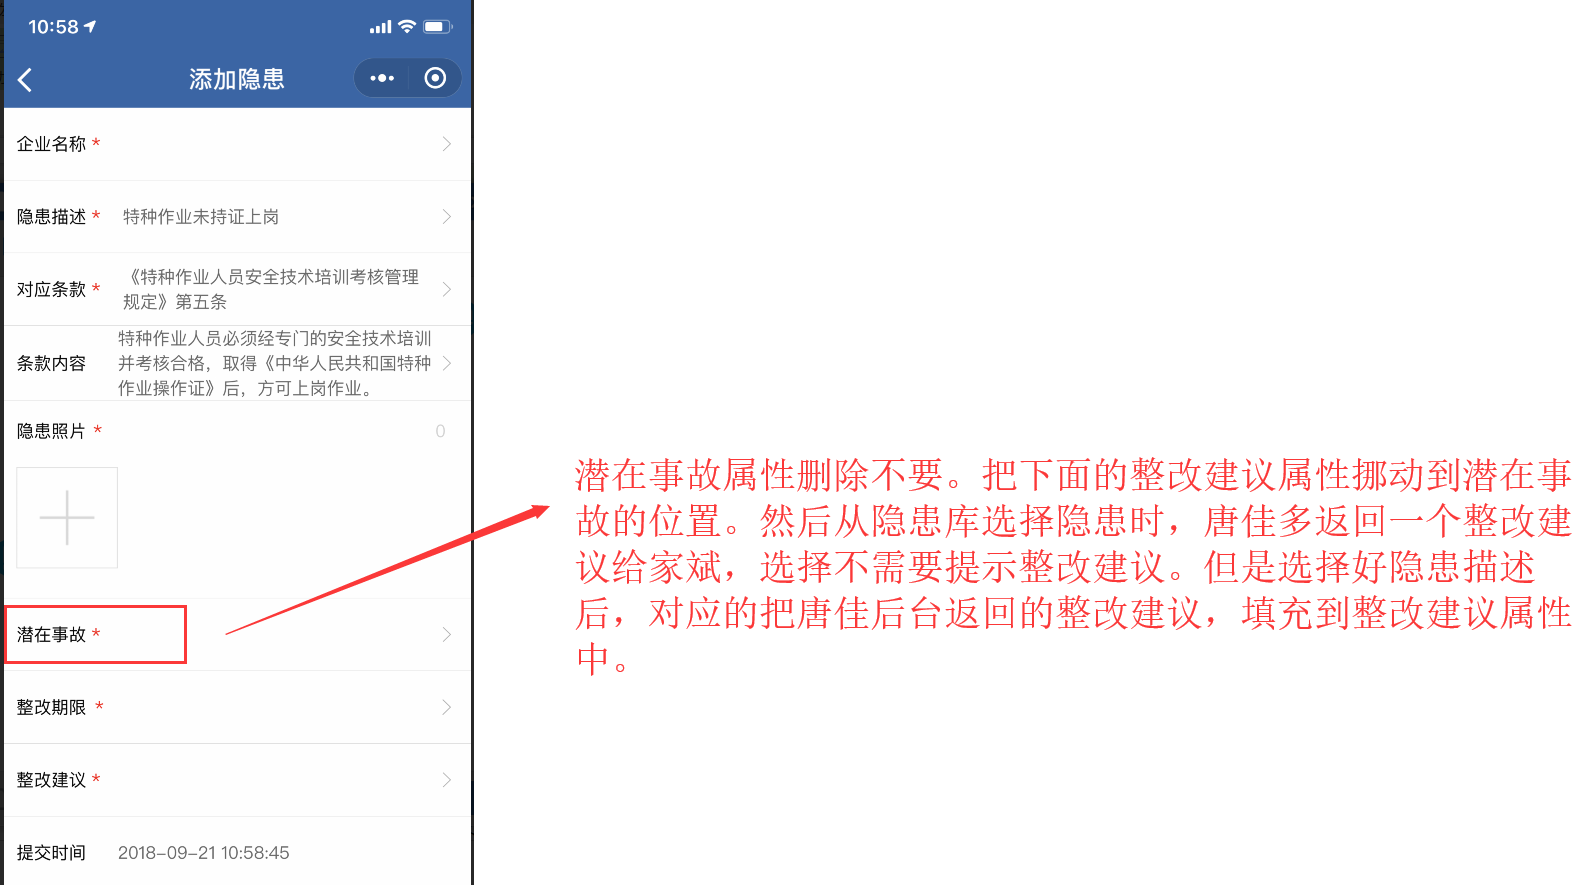 10:58
添加隐患
企业名称 *
隐患描述 * 特种作业未持证上岗
对应条款 * 《特种作业人员安全技术培训考核管理
规定》第五条
特种作业人员必须经专门的安全技术培训
条款内容 并考核合格，取得《中华人民共和国特种
作业操作证》后，方可上岗作业。
隐患照片 * 0
潜在事故 *
整改期限 *
整改建议 *
提交时间 2018-09-21 10:58:45
潜在事故属性删除不要。把下面的整改建议属性挪动到潜在事
故的位置。然后从隐患库选择隐患时，唐佳多返回一个整改建
议给家斌，选择不需要提示整改建议。但是选择好隐患描述
后，对应的把唐佳后台返回的整改建议，填充到整改建议属性
中。